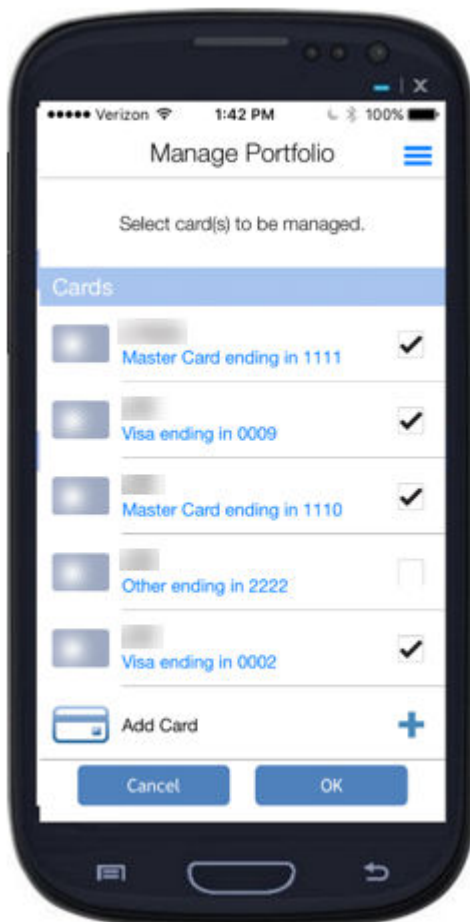 Verizon 1:42 PM 100%
Manage Portfolio
Select card(s) to be managed.
Cards
Master Card ending in 1111
Visa ending in 0009
Master Card ending in 1110
Other ending in 2222
Visa ending in 0002
Add Card
Cancel OK